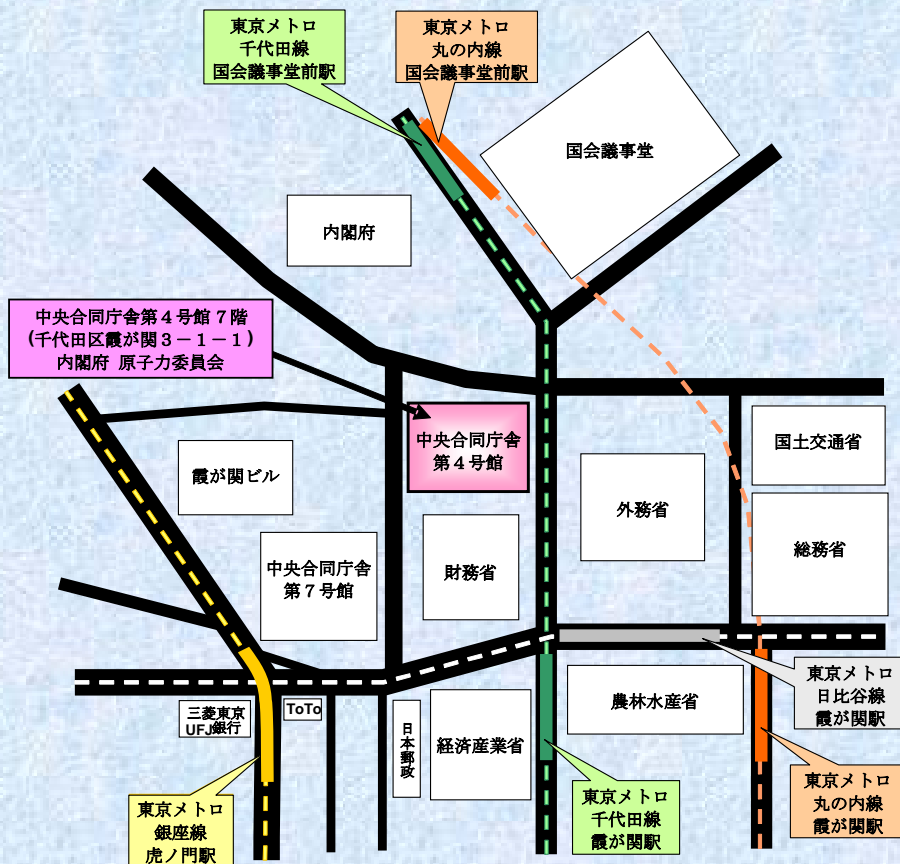 東京メトロ
千代田線
国会議事堂前駅
東京メトロ
丸の内線
国会議事堂前駅
国会議事堂
内閣府
中央合同庁舎第４号館７階
(千代田区霞が関３－１－１)
内閣府 原子力委員会
中央合同庁舎
第４号館
国土交通省
霞が関ビル
外務省
総務省
中央合同庁舎
第７号館
財務省
東京メトロ
日比谷線
霞が関駅
農林水産省
三菱東京
UFJ銀行
ToTo
日本郵政
経済産業省
東京メトロ
銀座線
虎ノ門駅
東京メトロ
千代田線
霞が関駅
東京メトロ
丸の内線
霞が関駅